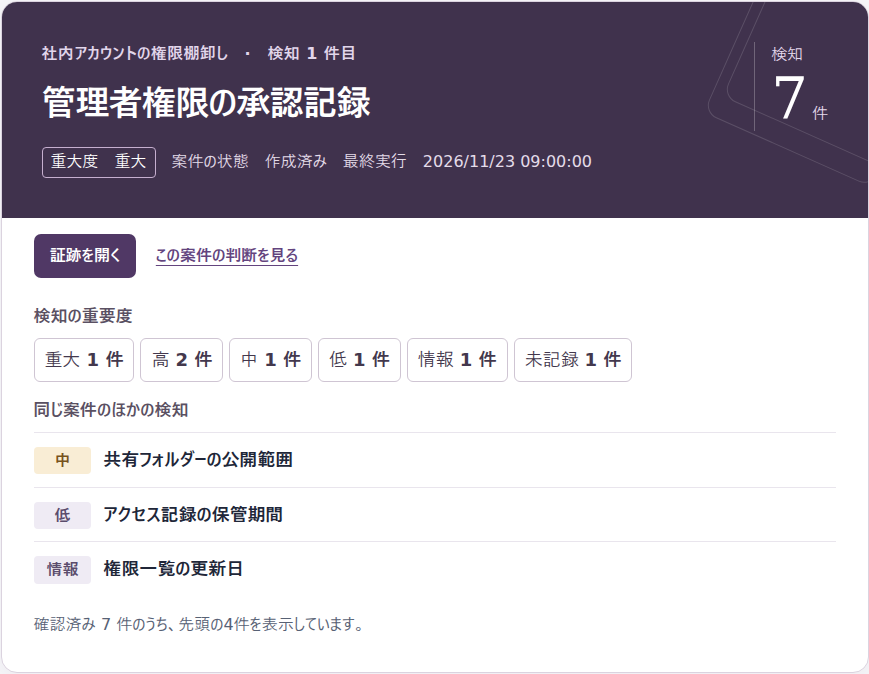 社内アカウントの権限棚卸し ・ 検知 1 件目
管理者権限の承認記録
検知
7 件
重大度 重大 案件の状態 作成済み 最終実行 2026/11/23 09:00:00
証跡を開く この案件の判断を見る
検知の重要度
重大 1 件 高 2 件 中 1 件 低 1 件 情報 1 件 未記録 1 件
同じ案件のほかの検知
中 共有フォルダーの公開範囲
低 アクセス記録の保管期間
情報 権限一覧の更新日
確認済み 7 件のうち、先頭の4件を表示しています。